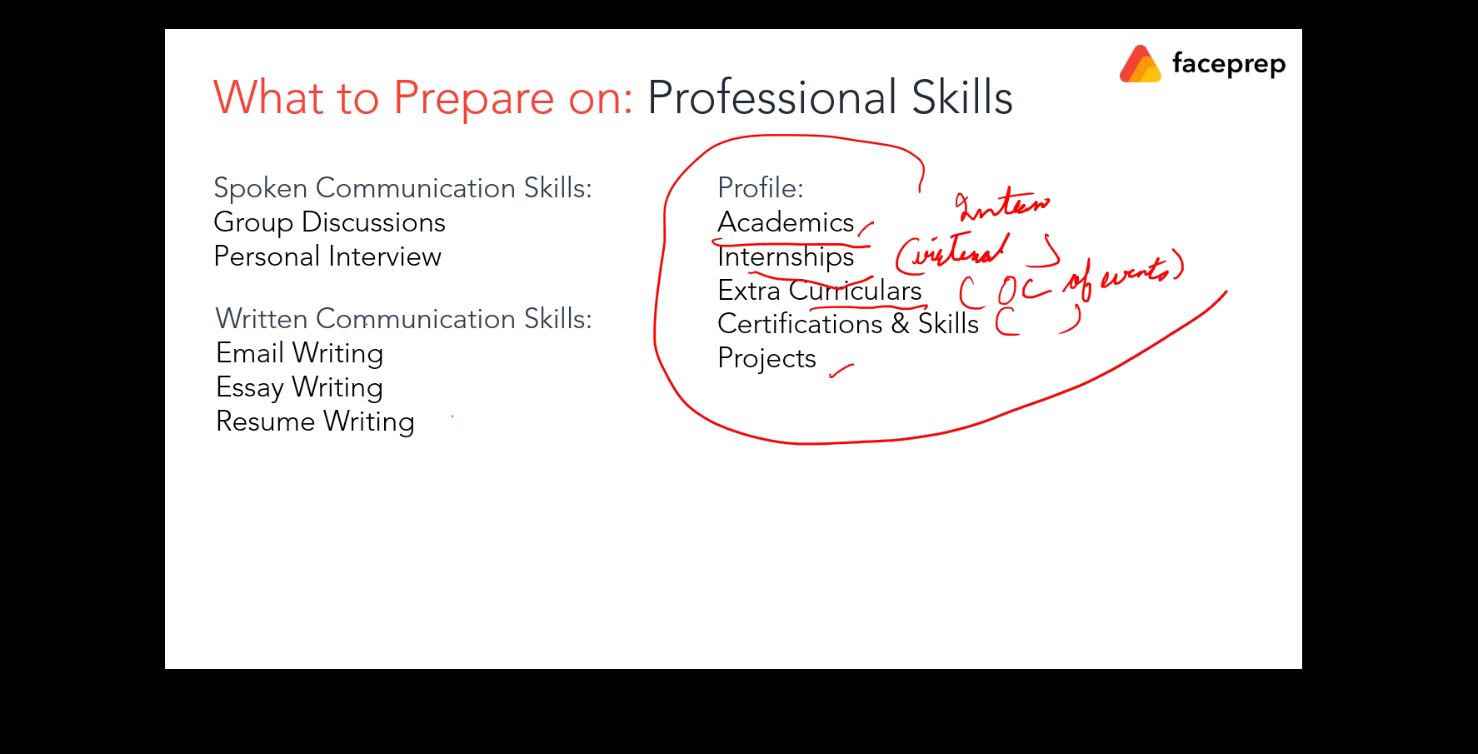 faceprep
What to Prepare on: Professional Skills
Spoken Communication Skills:
Group Discussions
Personal Interview
Written Communication Skills:
Email Writing
Essay Writing
Resume Writing
Profile:
Academics
Intern
Internships (virtual )
Extra Curriculars ( OC of events)
Certifications & Skills ( )
Projects